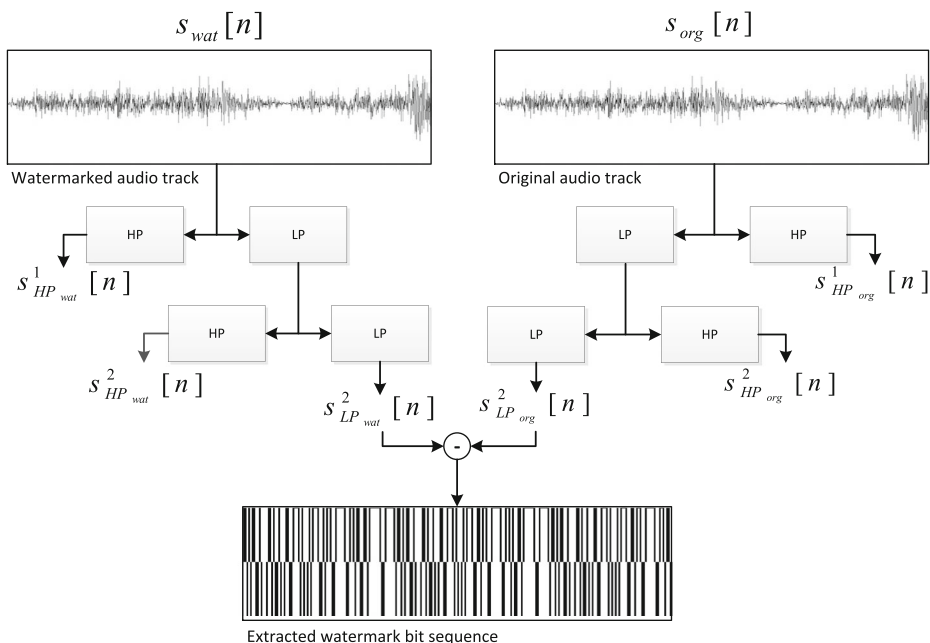 s_wat [n]
s_org [n]
Watermarked audio track
Original audio track
HP
LP
LP
HP
s^1_HP_wat [n]
s^1_HP_org [n]
HP
LP
LP
HP
s^2_HP_wat [n]
s^2_LP_wat [n]
s^2_LP_org [n]
s^2_HP_org [n]
-
Extracted watermark bit sequence